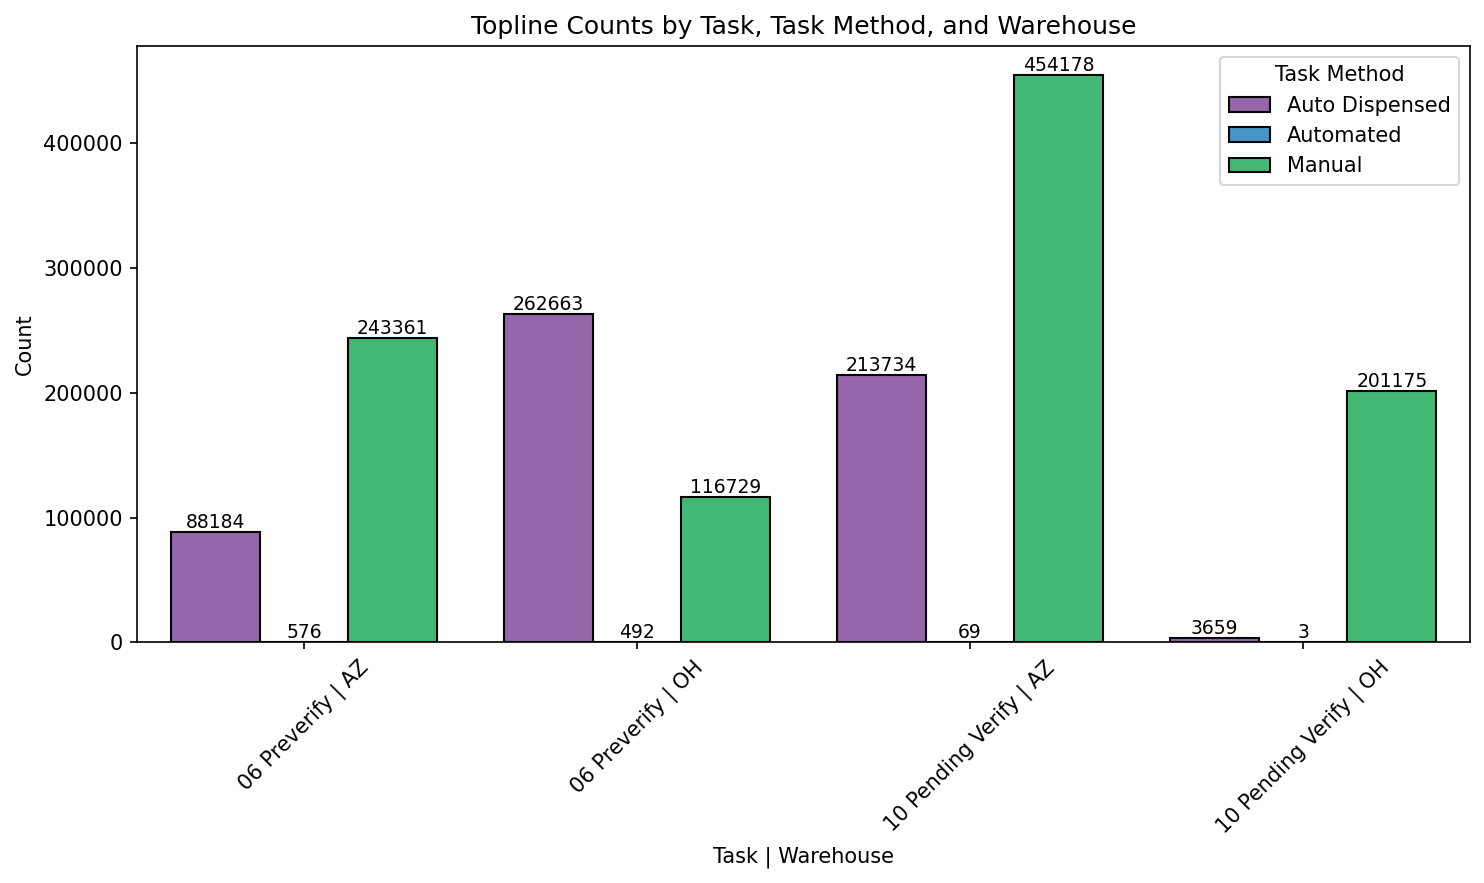 Topline Counts by Task, Task Method, and Warehouse
Task Method
Auto Dispensed
Automated
Manual
Count
400000
300000
200000
100000
0
88184
576
243361
262663
492
116729
213734
69
454178
3659
3
201175
06 Preverify | AZ
06 Preverify | OH
10 Pending Verify | AZ
10 Pending Verify | OH
Task | Warehouse